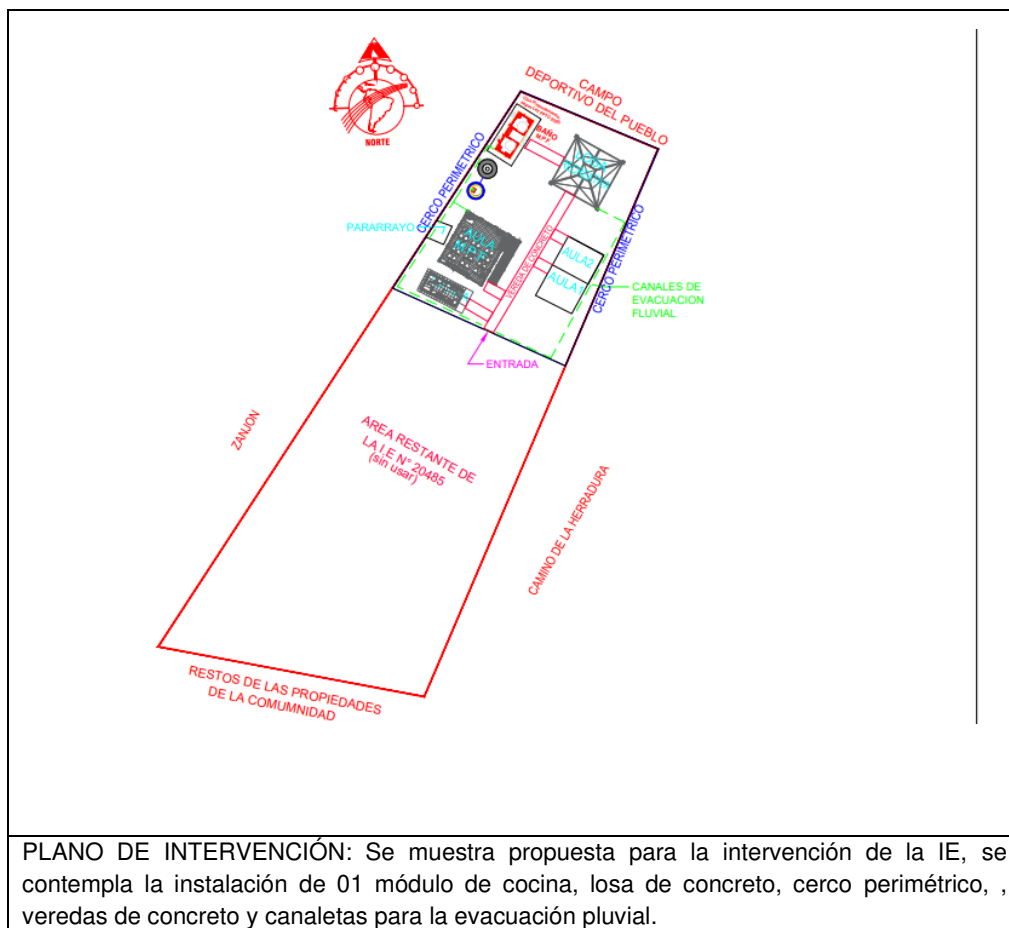 NORTE
CAMPO
DEPORTIVO DEL PUEBLO
BAÑO
M.P.F.
CERCO PERIMETRICO
PARARRAYO
AULA
M.P.F
VEREDA DE CONCRETO
AULA2
AULA1
CERCO PERIMETRICO
CANALES DE
EVACUACION
FLUVIAL
ENTRADA
ZANJON
AREA RESTANTE DE
LA I.E N° 20485
(sin usar)
CAMINO DE LA HERRADURA
RESTOS DE LAS PROPIEDADES
DE LA COMUMNIDAD
PLANO DE INTERVENCIÓN: Se muestra propuesta para la intervención de la IE, se
contempla la instalación de 01 módulo de cocina, losa de concreto, cerco perimétrico, ,
veredas de concreto y canaletas para la evacuación pluvial.